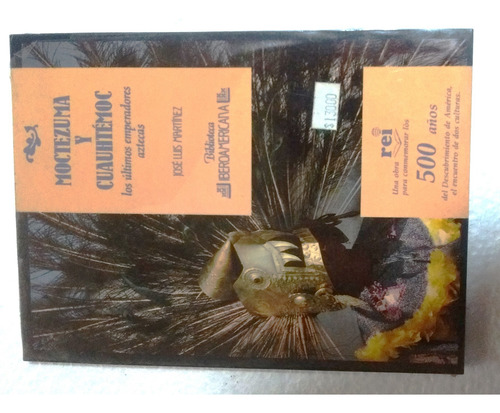 MOCTEZUMA
Y
CUAUHTÉMOC
los últimos emperadores
aztecas
JOSÉ LUIS MARTÍNEZ
Biblioteca
IBEROAMERICANA
$130.00
rei
Una obra
para conmemorar los
500 años
del Descubrimiento de América,
el encuentro de dos culturas.